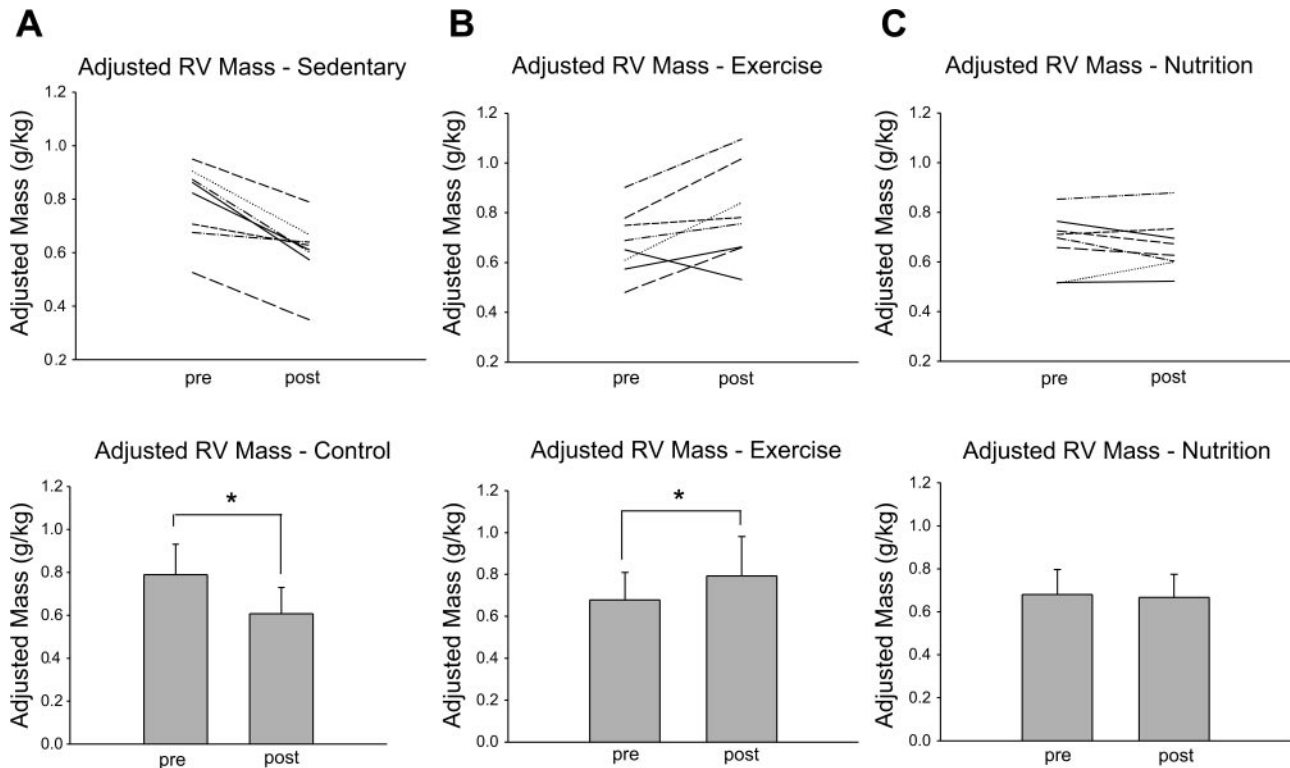 A
B
C
Adjusted RV Mass - Sedentary
Adjusted RV Mass - Exercise
Adjusted RV Mass - Nutrition
Adjusted Mass (g/kg)
1.2
1.0
0.8
0.6
0.4
0.2
pre
post
Adjusted Mass (g/kg)
1.2
1.0
0.8
0.6
0.4
0.2
pre
post
Adjusted Mass (g/kg)
1.2
1.0
0.8
0.6
0.4
0.2
pre
post
Adjusted RV Mass - Control
Adjusted RV Mass - Exercise
Adjusted RV Mass - Nutrition
Adjusted Mass (g/kg)
1.2
1.0
0.8
0.6
0.4
0.2
0.0
*
pre
post
Adjusted Mass (g/kg)
1.2
1.0
0.8
0.6
0.4
0.2
0.0
*
pre
post
Adjusted Mass (g/kg)
1.2
1.0
0.8
0.6
0.4
0.2
0.0
pre
post